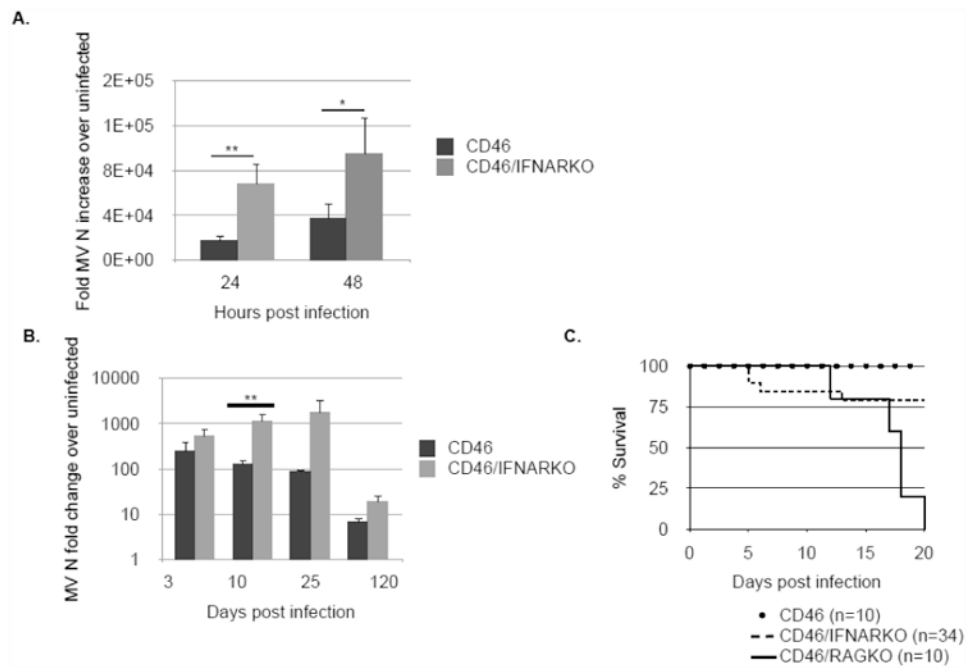 A.
Fold MV N increase over uninfected
2E+05
1E+05
8E+04
4E+04
0E+00
**
*
24
48
Hours post infection
CD46
CD46/IFNARKO
B.
MV N fold change over uninfected
10000
1000
100
10
1
**
3
10
25
120
Days post infection
CD46
CD46/IFNARKO
C.
% Survival
100
75
50
25
0
0
5
10
15
20
Days post infection
CD46 (n=10)
CD46/IFNARKO (n=34)
CD46/RAGKO (n=10)